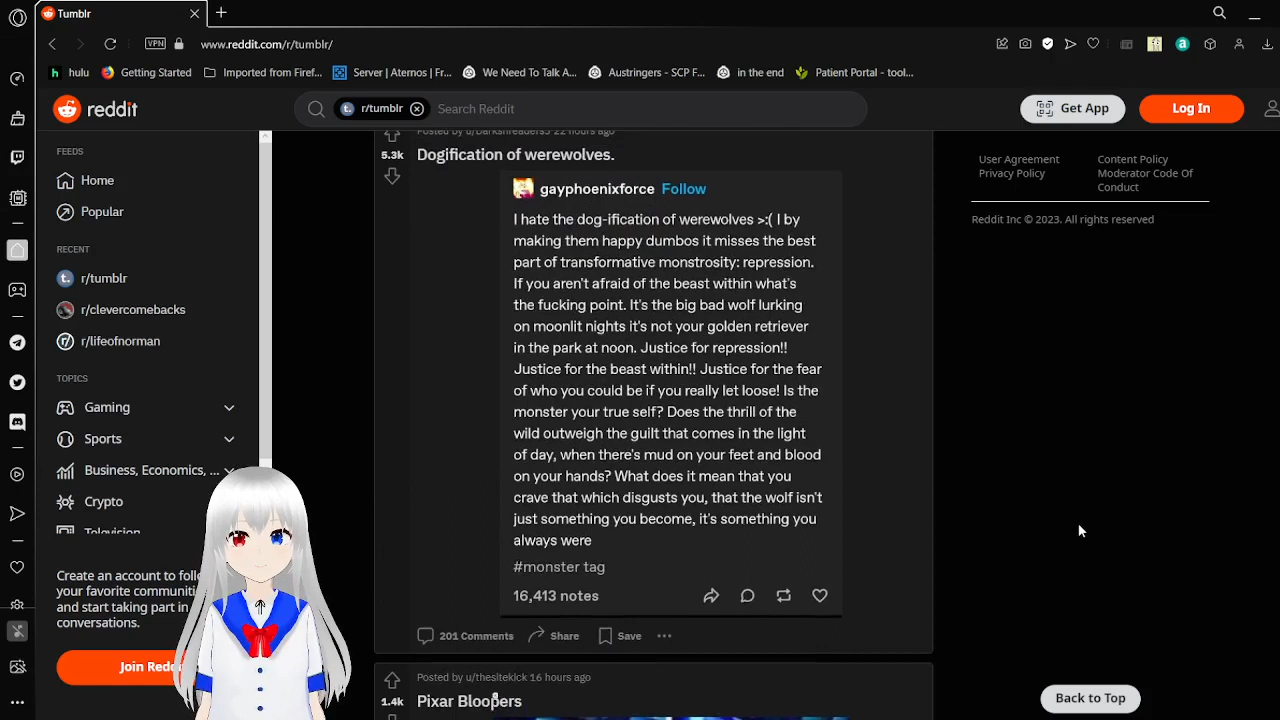 Tumblr
www.reddit.com/r/tumblr/
VPN
hulu
Getting Started
Imported from Firef...
Server | Aternos | Fr...
We Need To Talk A...
Austringers - SCP F...
in the end
Patient Portal - tool...
reddit
r/tumblr
Search Reddit
Get App
Log In
FEEDS
Home
Popular
RECENT
r/tumblr
r/clevercomebacks
r/lifeofnorman
TOPICS
Gaming
Sports
Business, Economics, ...
Crypto
Television
Create an account to follo
your favorite communiti
and start taking part in
conversations.
Join Reddi
Posted by u/Darkshreaders3 22 hours ago
5.3k
Dogification of werewolves.
gayphoenixforce Follow
I hate the dog-ification of werewolves >:( I by
making them happy dumbos it misses the best
part of transformative monstrosity: repression.
If you aren't afraid of the beast within what's
the fucking point. It's the big bad wolf lurking
on moonlit nights it's not your golden retriever
in the park at noon. Justice for repression!!
Justice for the beast within!! Justice for the fear
of who you could be if you really let loose! Is the
monster your true self? Does the thrill of the
wild outweigh the guilt that comes in the light
of day, when there's mud on your feet and blood
on your hands? What does it mean that you
crave that which disgusts you, that the wolf isn't
just something you become, it's something you
always were
#monster tag
16,413 notes
201 Comments
Share
Save
Posted by u/thesitekick 16 hours ago
1.4k
Pixar Bloopers
User Agreement
Privacy Policy
Content Policy
Moderator Code Of
Conduct
Reddit Inc © 2023. All rights reserved
Back to Top